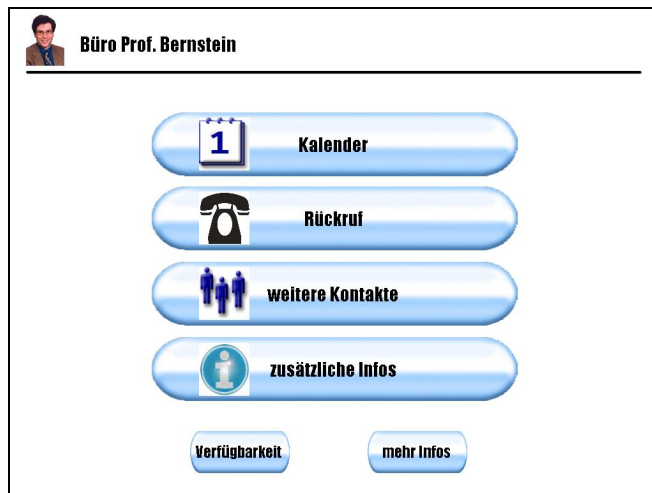 Büro Prof. Bernstein
1
Kalender
Rückruf
weitere Kontakte
zusätzliche Infos
Verfügbarkeit
mehr Infos